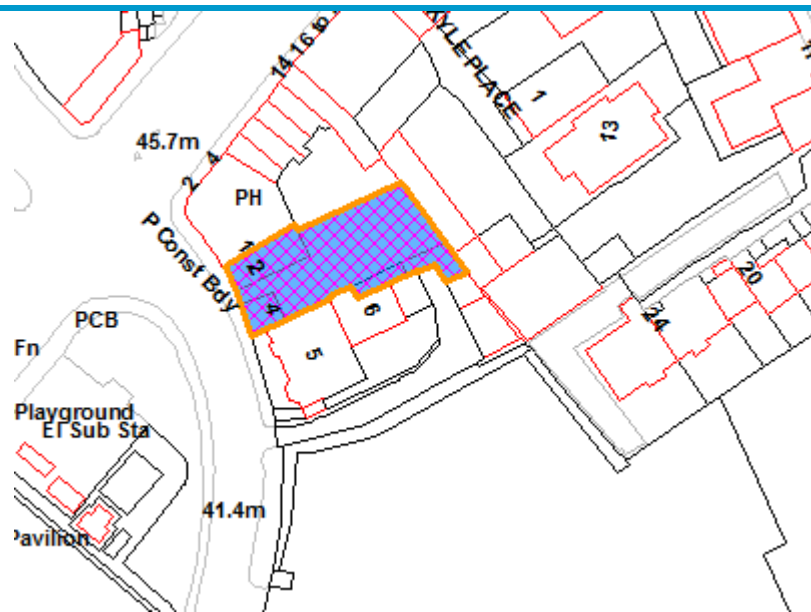 14 16 to
KYLE PLACE
1
13
45.7m
2 4
PH
1
2
P Const Bdy
4
6
5
20
24
PCB
Fn
Playground
El Sub Sta
41.4m
Pavilion